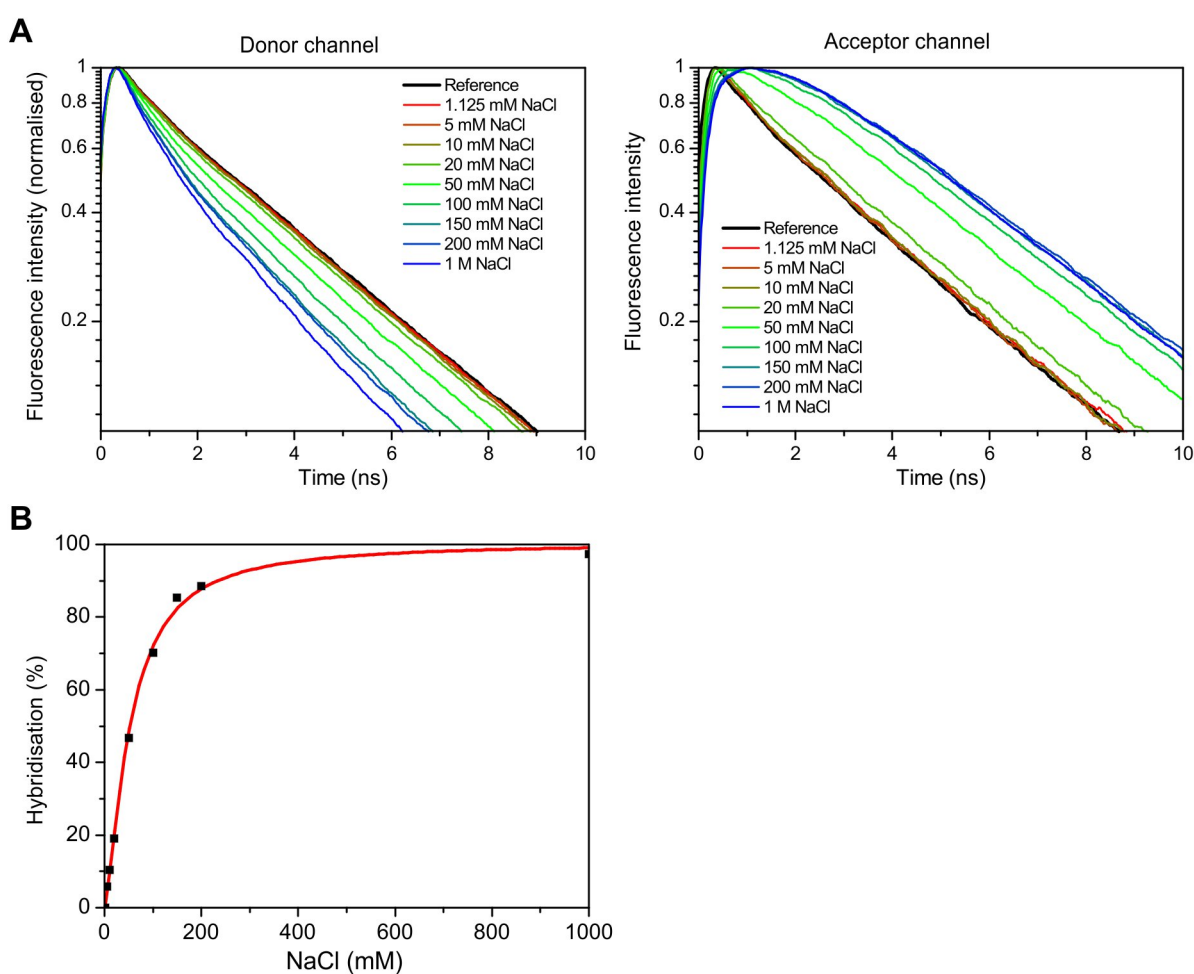 A
Donor channel
Fluorescence intensity (normalised)
1
0.8
0.6
0.4
0.2
0 2 4 6 8 10
Time (ns)
Reference
1.125 mM NaCl
5 mM NaCl
10 mM NaCl
20 mM NaCl
50 mM NaCl
100 mM NaCl
150 mM NaCl
200 mM NaCl
1 M NaCl
Acceptor channel
Fluorescence intensity
1
0.8
0.6
0.4
0.2
0 2 4 6 8 10
Time (ns)
Reference
1.125 mM NaCl
5 mM NaCl
10 mM NaCl
20 mM NaCl
50 mM NaCl
100 mM NaCl
150 mM NaCl
200 mM NaCl
1 M NaCl
B
Hybridisation (%)
100
80
60
40
20
0
0 200 400 600 800 1000
NaCl (mM)